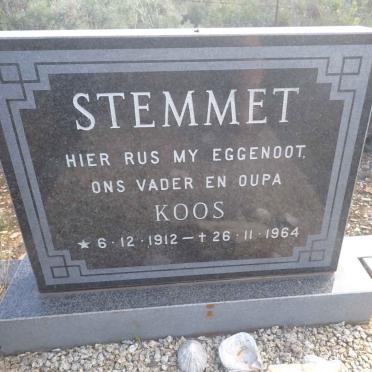 STEMMET
HIER RUS MY EGGENOOT,
ONS VADER EN OUPA
KOOS
★ 6·12·1912 – † 26·11·1964